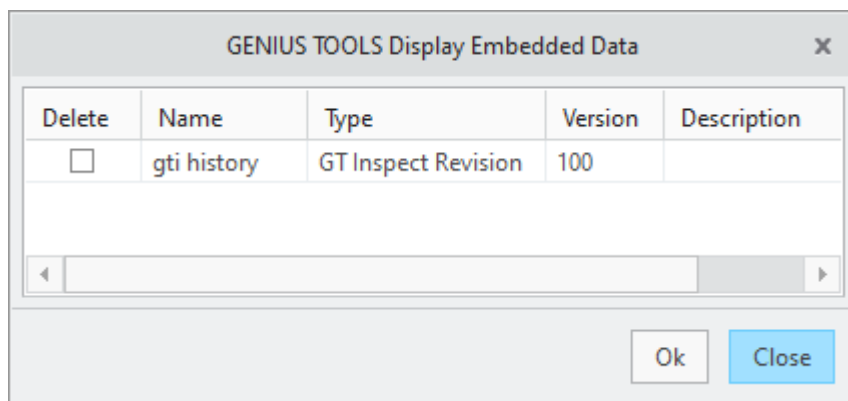 GENIUS TOOLS Display Embedded Data
Delete Name Type Version Description
gti history GT Inspect Revision 100
Ok Close